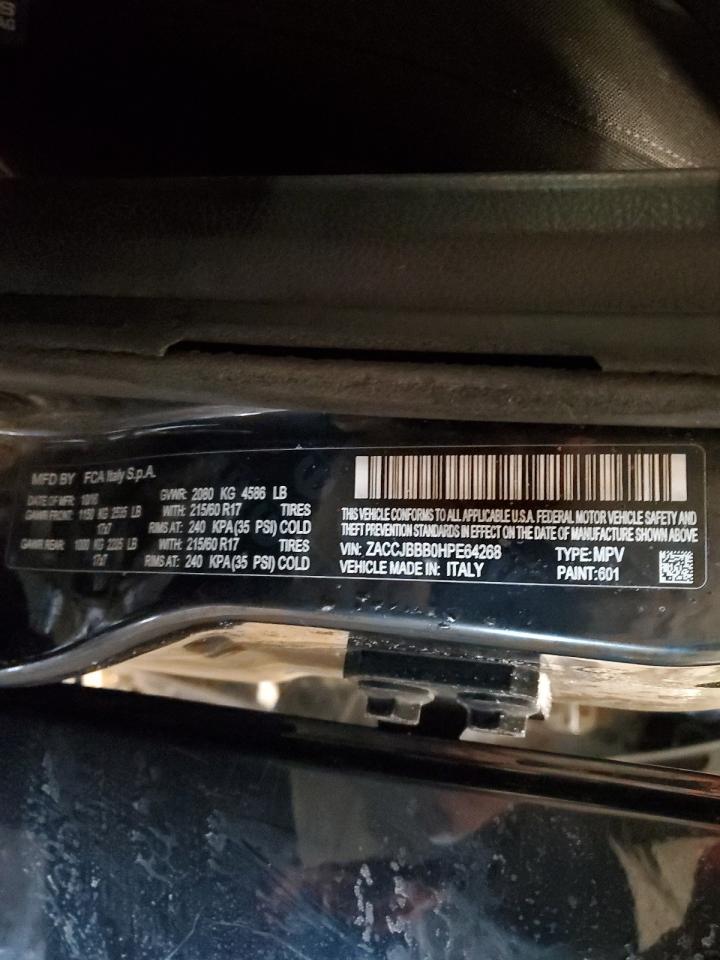 MFD BY FCA Italy S.p.A.
DATE OF MFR: 10/16 GVWR: 2080 KG 4586 LB
GAWR FRONT: 1150 KG 2535 LB WITH: 215/60 R17 TIRES
17x7 RIMS AT: 240 KPA(35 PSI) COLD
GAWR REAR: 1000 KG 2205 LB WITH: 215/60 R17 TIRES
17x7 RIMS AT: 240 KPA(35 PSI) COLD
THIS VEHICLE CONFORMS TO ALL APPLICABLE U.S.A. FEDERAL MOTOR VEHICLE SAFETY AND
THEFT PREVENTION STANDARDS IN EFFECT ON THE DATE OF MANUFACTURE SHOWN ABOVE
VIN: ZACCJBBB0HPE64268 TYPE: MPV
VEHICLE MADE IN: ITALY PAINT: 601